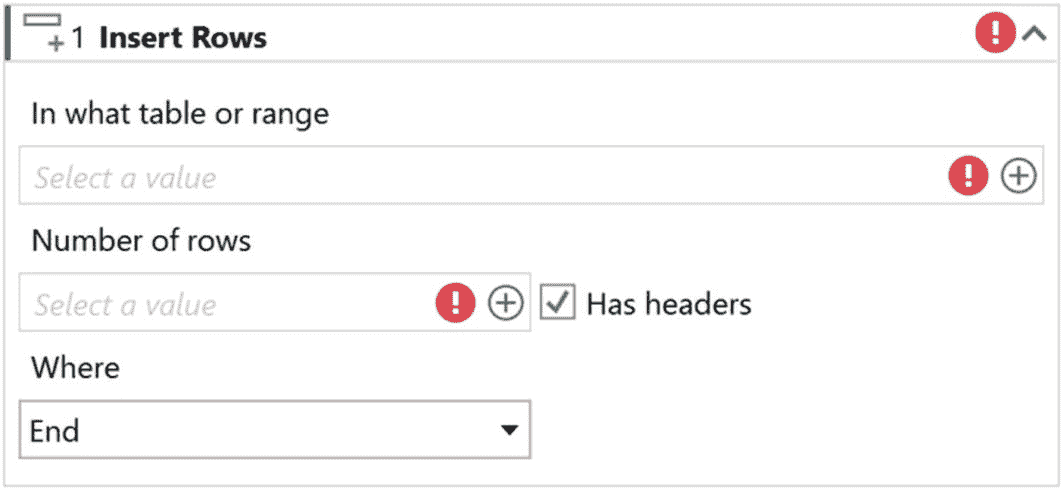 1 Insert Rows
In what table or range
Select a value
Number of rows
Select a value Has headers
Where
End